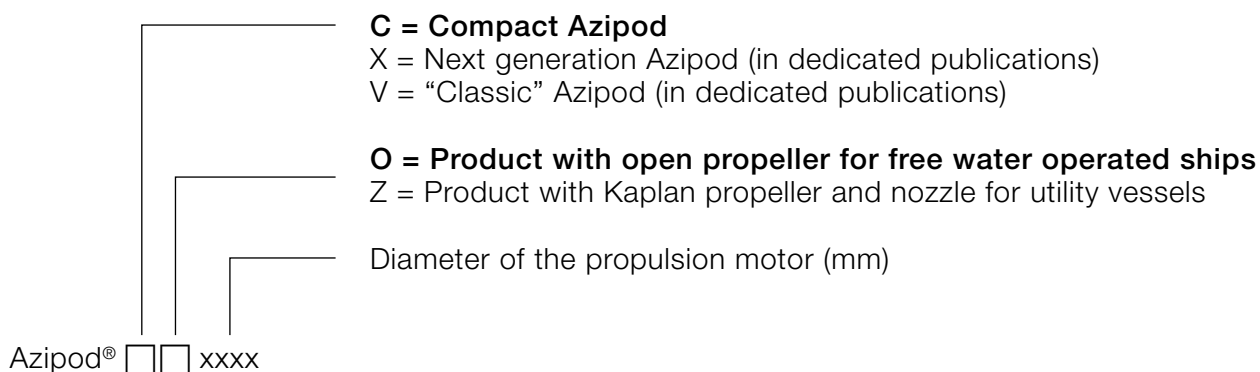 C = Compact Azipod
X = Next generation Azipod (in dedicated publications)
V = “Classic” Azipod (in dedicated publications)
O = Product with open propeller for free water operated ships
Z = Product with Kaplan propeller and nozzle for utility vessels
Diameter of the propulsion motor (mm)
Azipod® □□ xxxx